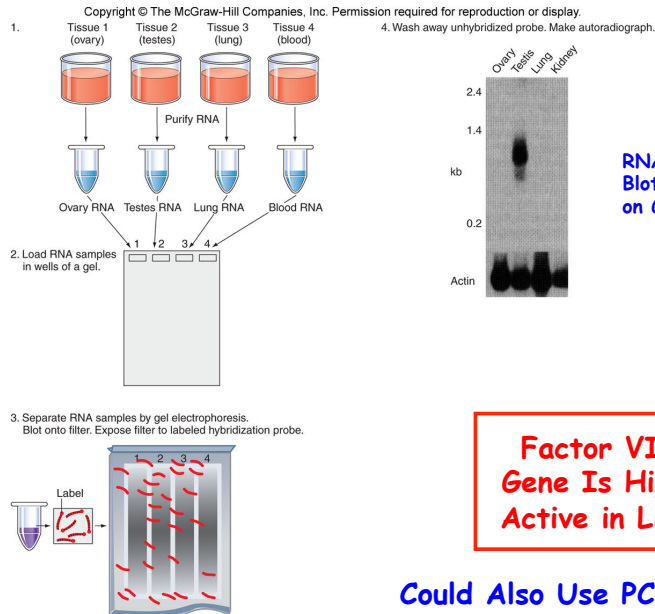 Copyright © The McGraw-Hill Companies, Inc. Permission required for reproduction or display.
1.
Tissue 1 (ovary)
Tissue 2 (testes)
Tissue 3 (lung)
Tissue 4 (blood)
Purify RNA
Ovary RNA Testes RNA Lung RNA Blood RNA
1 2 3 4
2. Load RNA samples
in wells of a gel.
3. Separate RNA samples by gel electrophoresis.
Blot onto filter. Expose filter to labeled hybridization probe.
1 2 3 4
Label
4. Wash away unhybridized probe. Make autoradiograph.
Ovary Testis Lung Kidney
2.4
1.4
kb
0.2
Actin
RNA
Blot
on
Factor VI
Gene Is Hi
Active in L
Could Also Use PC